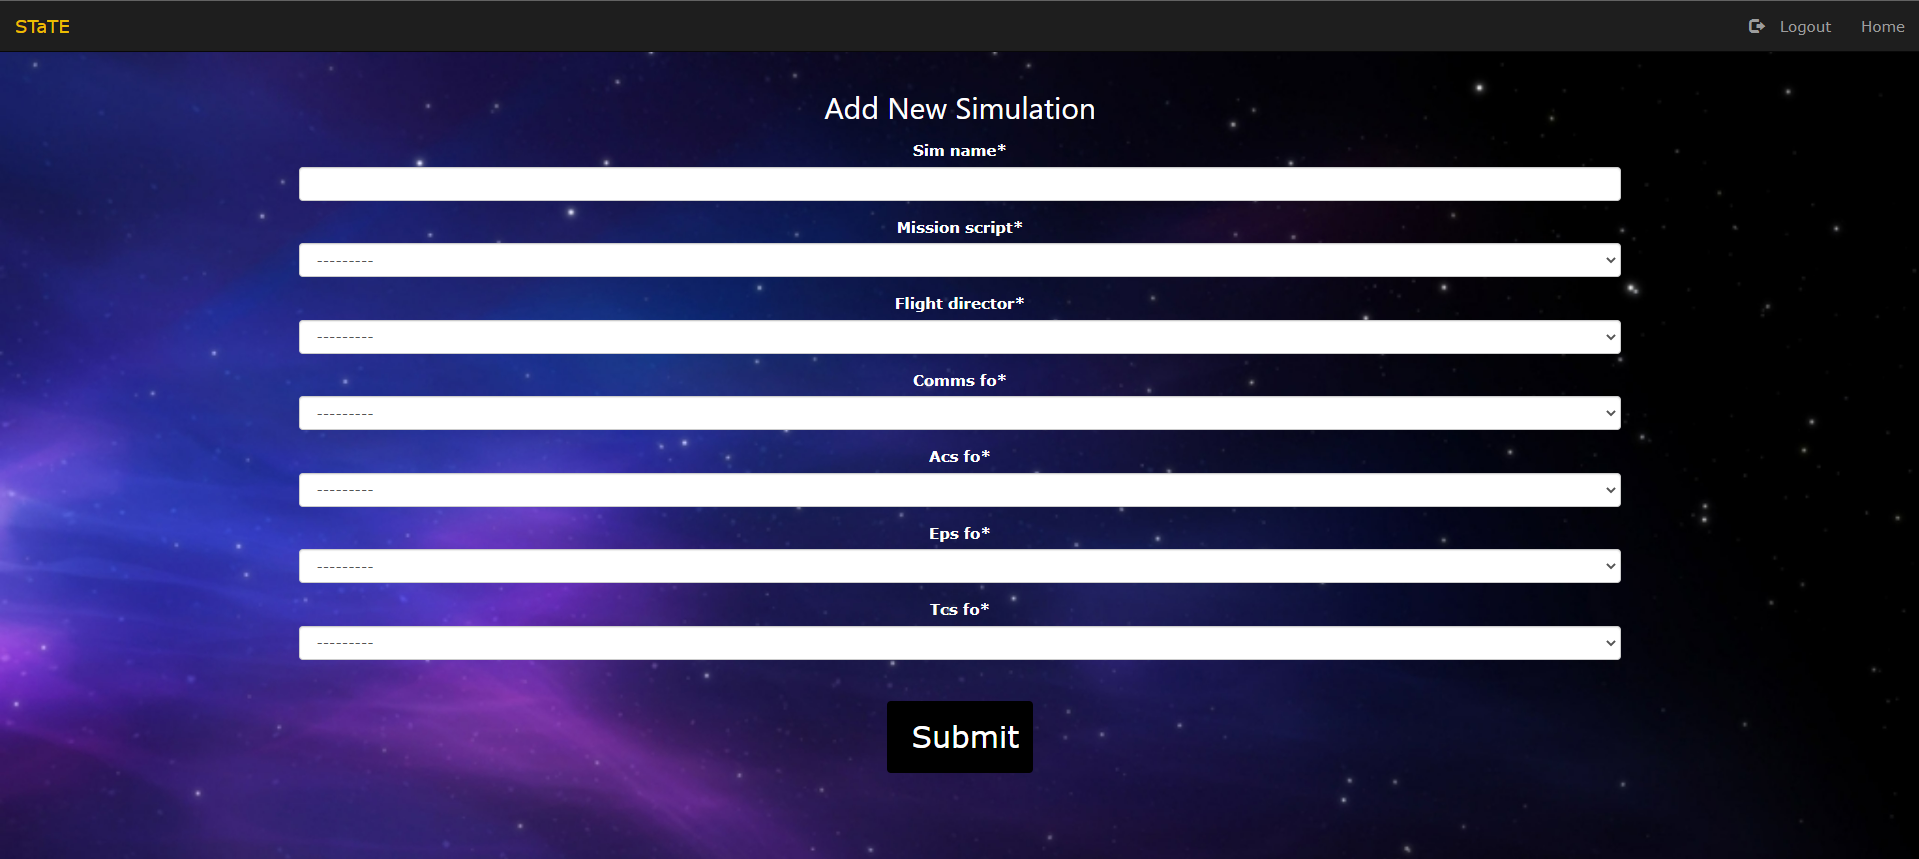 STaTE
Logout Home
Add New Simulation
Sim name*
Mission script*
---------
Flight director*
---------
Comms fo*
---------
Acs fo*
---------
Eps fo*
---------
Tcs fo*
---------
Submit